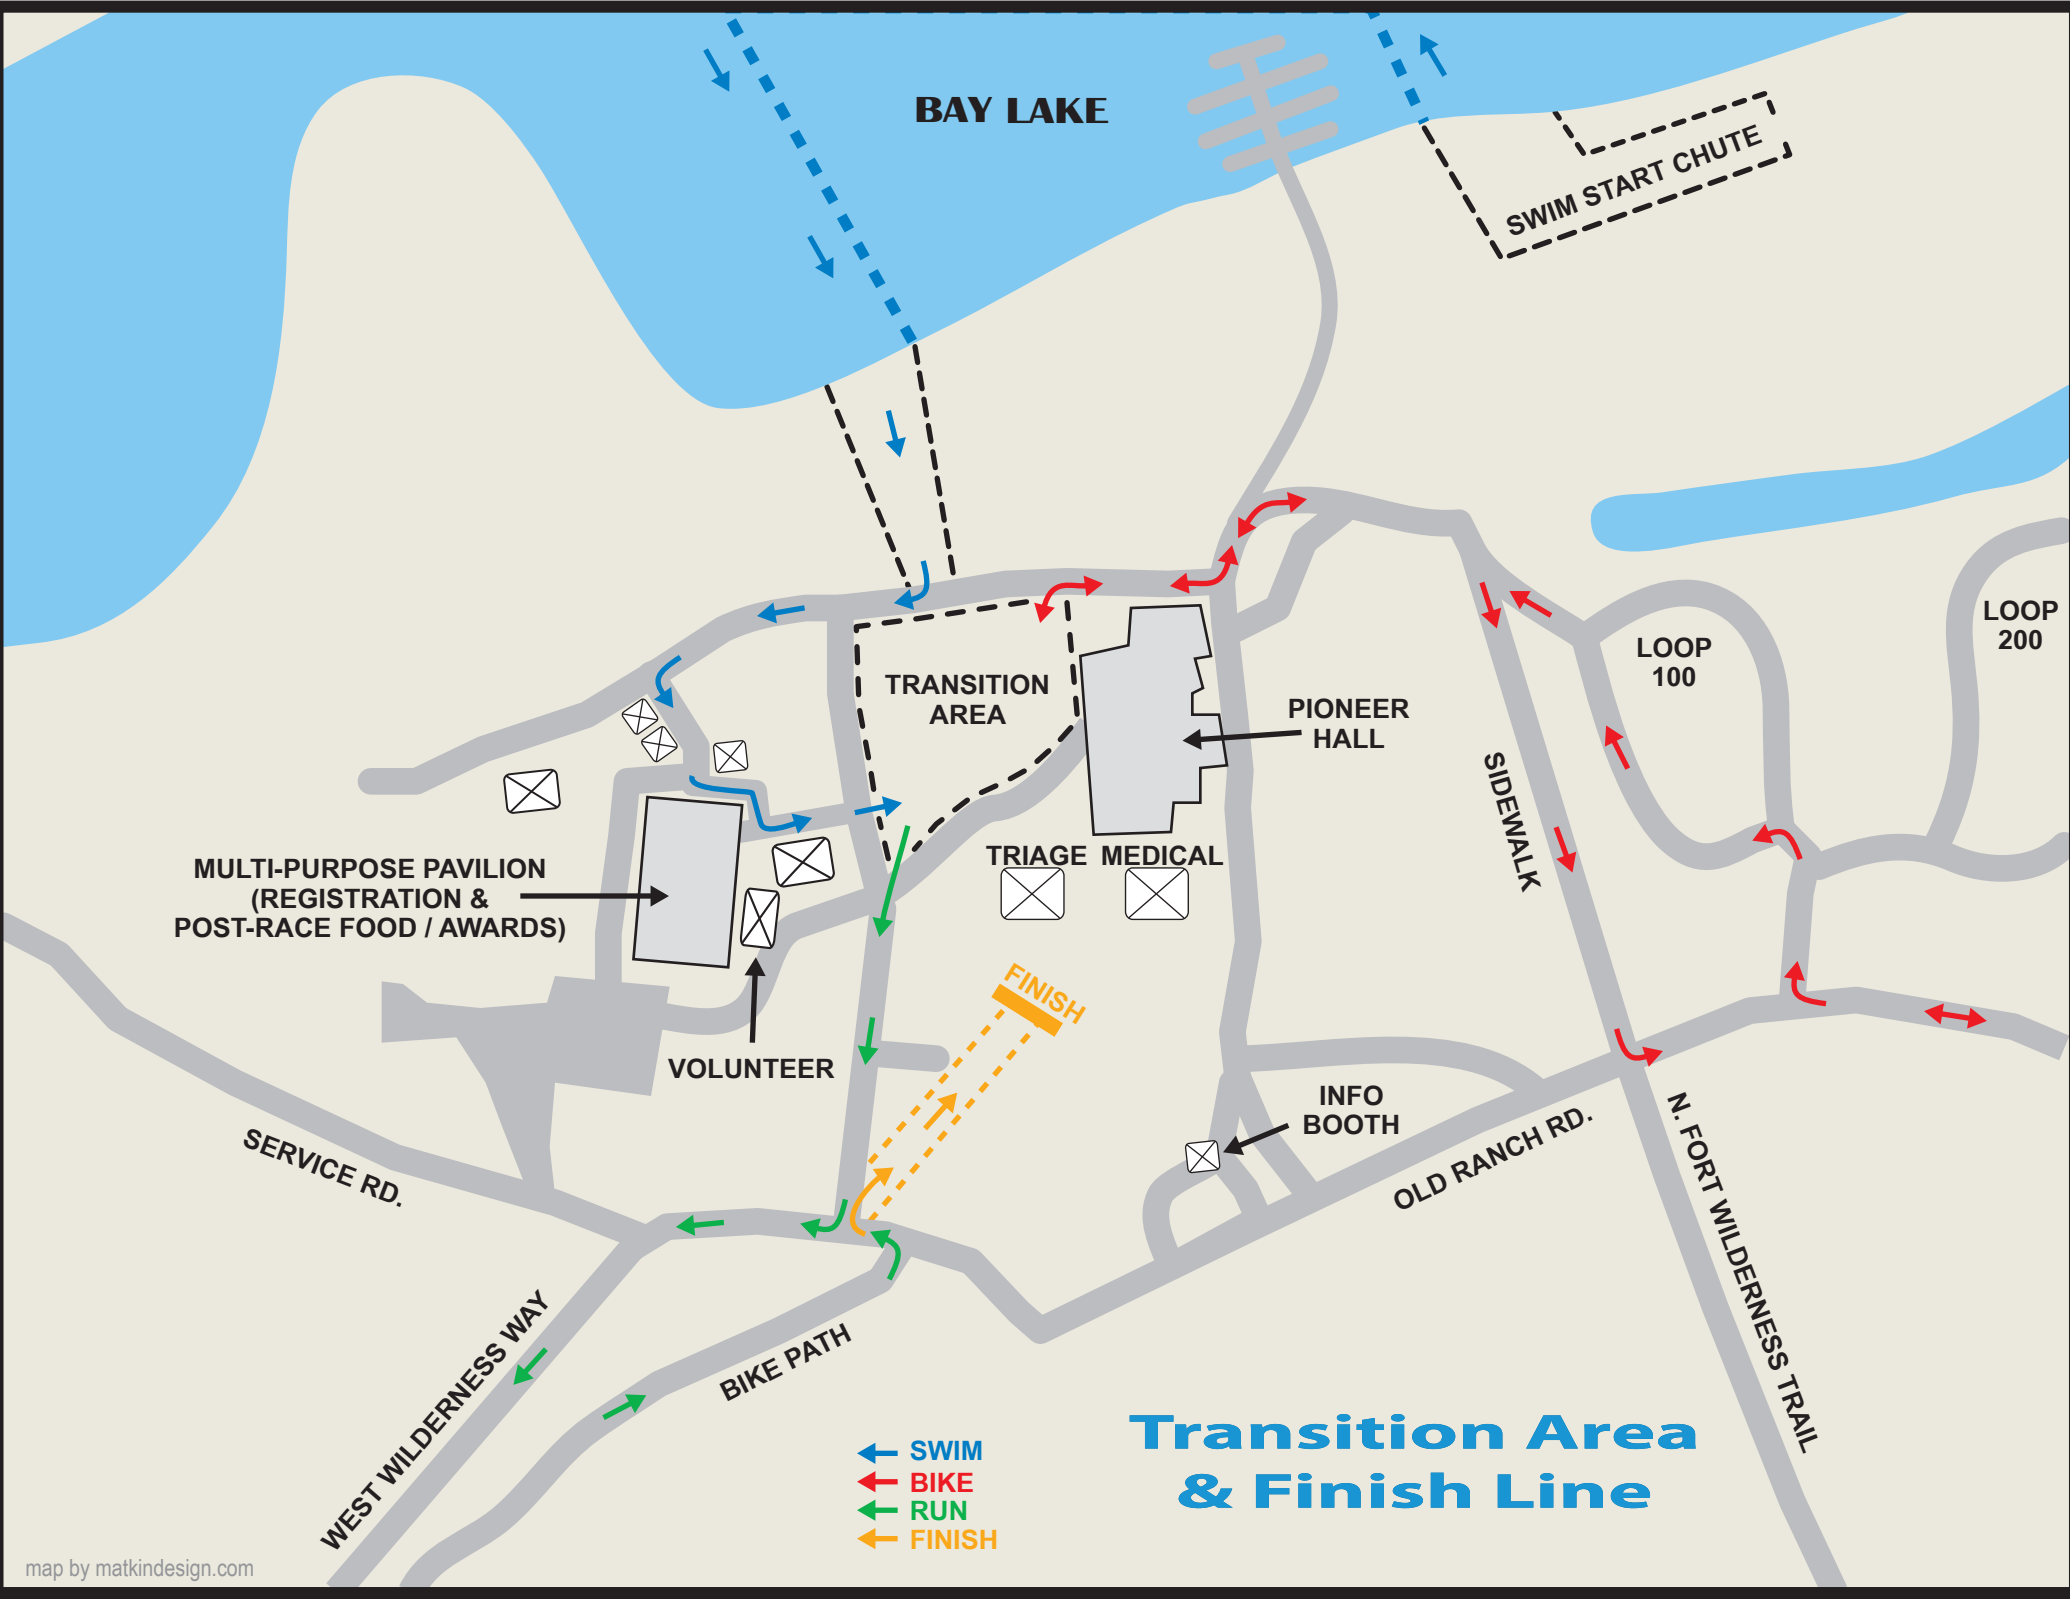 BAY LAKE
SWIM START CHUTE
LOOP
200
LOOP
100
TRANSITION
AREA
PIONEER
HALL
SIDEWALK
TRIAGE MEDICAL
MULTI-PURPOSE PAVILION
(REGISTRATION &
POST-RACE FOOD / AWARDS)
FINISH
VOLUNTEER
INFO
BOOTH
SERVICE RD.
OLD RANCH RD.
N. FORT WILDERNESS TRAIL
WEST WILDERNESS WAY
BIKE PATH
SWIM
BIKE
RUN
FINISH
Transition Area
& Finish Line
map by matkindesign.com